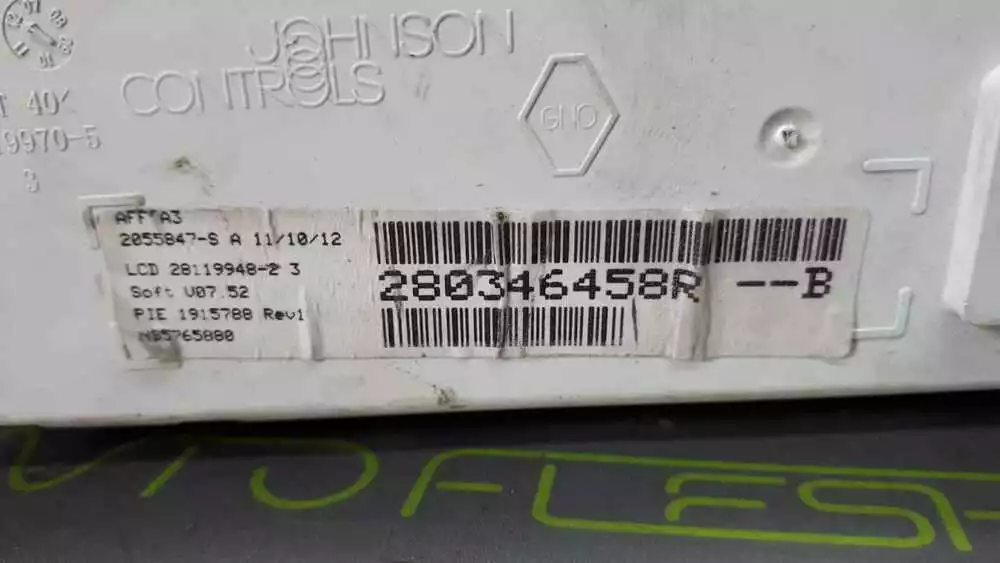 JOHNSON
CONTROLS
GNO
T 40
19970-5
3
AFF A3
2055847-S A 11/10/12
LCD 28119948-2 3
Soft V07.52
PIE 1915788 Rev1
N55765880
280346458R --B